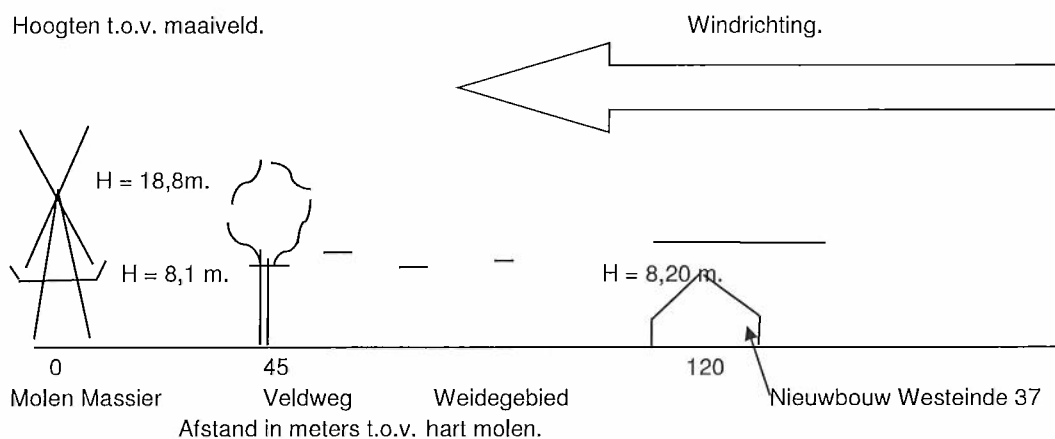 Hoogten t.o.v. maaiveld.
Windrichting.
H = 18,8m.
H = 8,1 m.
H = 8,20 m.
0
45
120
Molen Massier
Veldweg
Weidegebied
Nieuwbouw Westeinde 37
Afstand in meters t.o.v. hart molen.